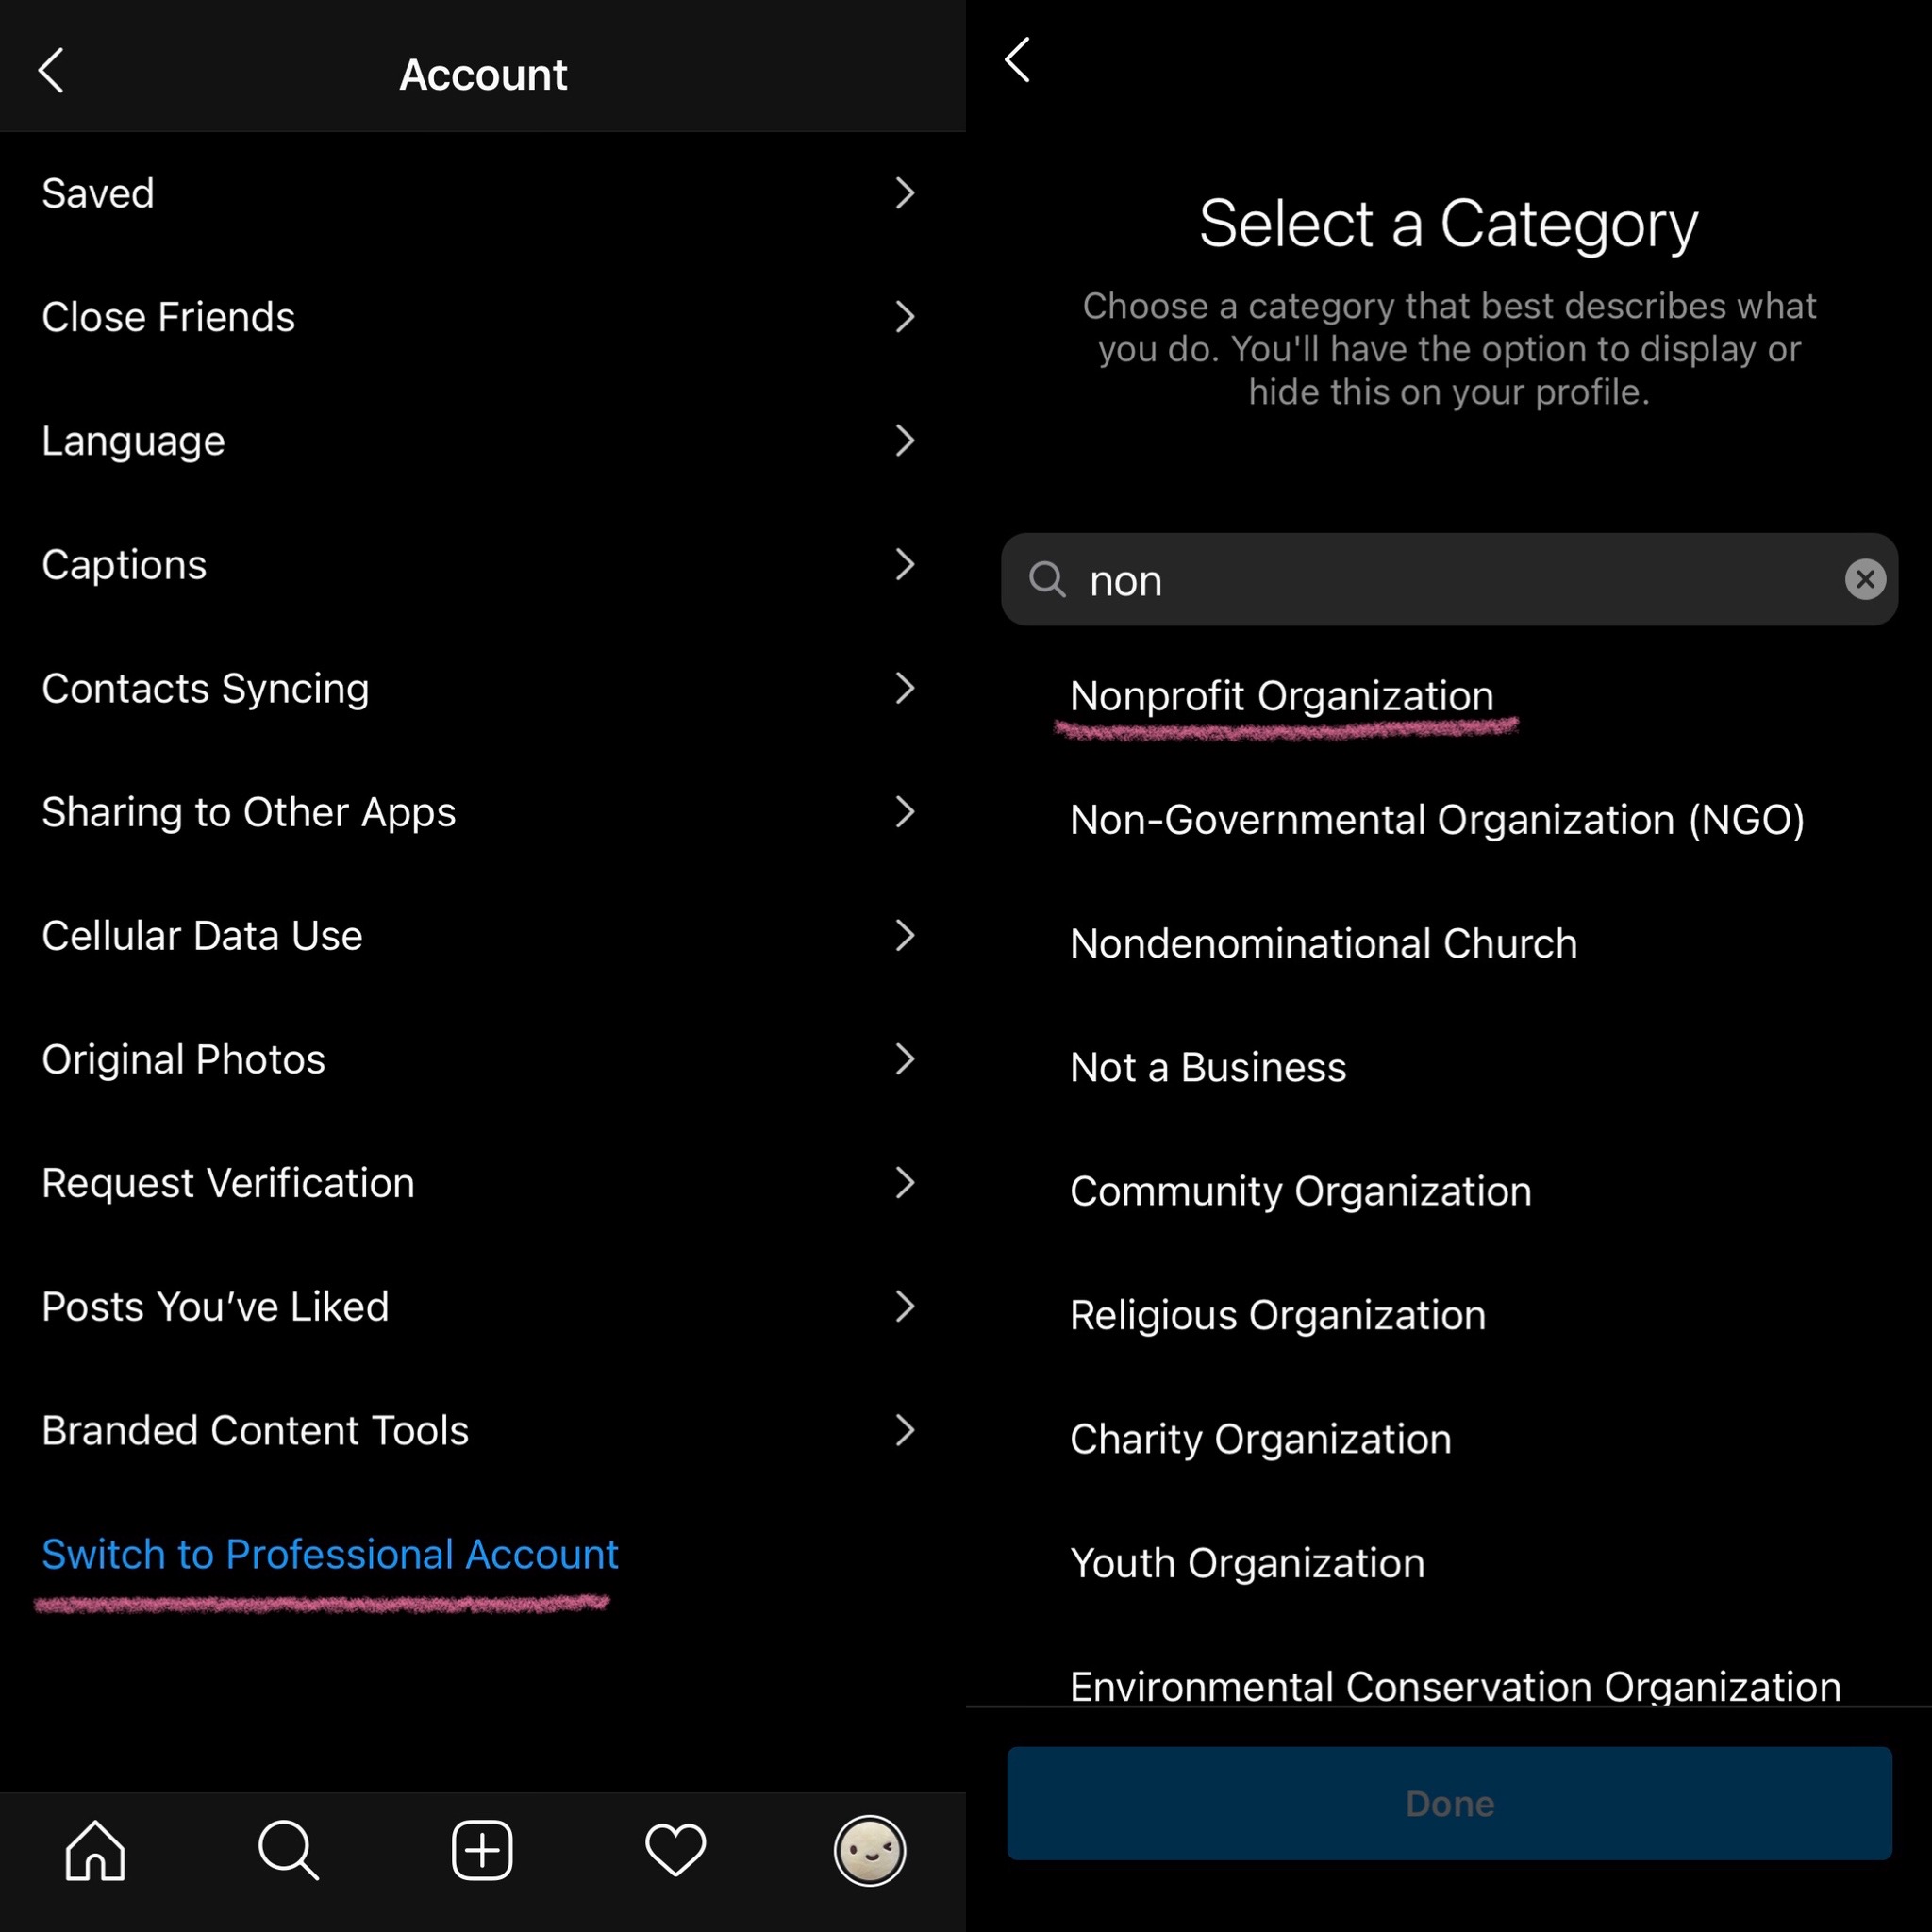 Account
Saved
Close Friends
Language
Captions
Contacts Syncing
Sharing to Other Apps
Cellular Data Use
Original Photos
Request Verification
Posts You’ve Liked
Branded Content Tools
Switch to Professional Account
Select a Category
Choose a category that best describes what
you do. You'll have the option to display or
hide this on your profile.
non
Nonprofit Organization
Non-Governmental Organization (NGO)
Nondenominational Church
Not a Business
Community Organization
Religious Organization
Charity Organization
Youth Organization
Environmental Conservation Organization
Done